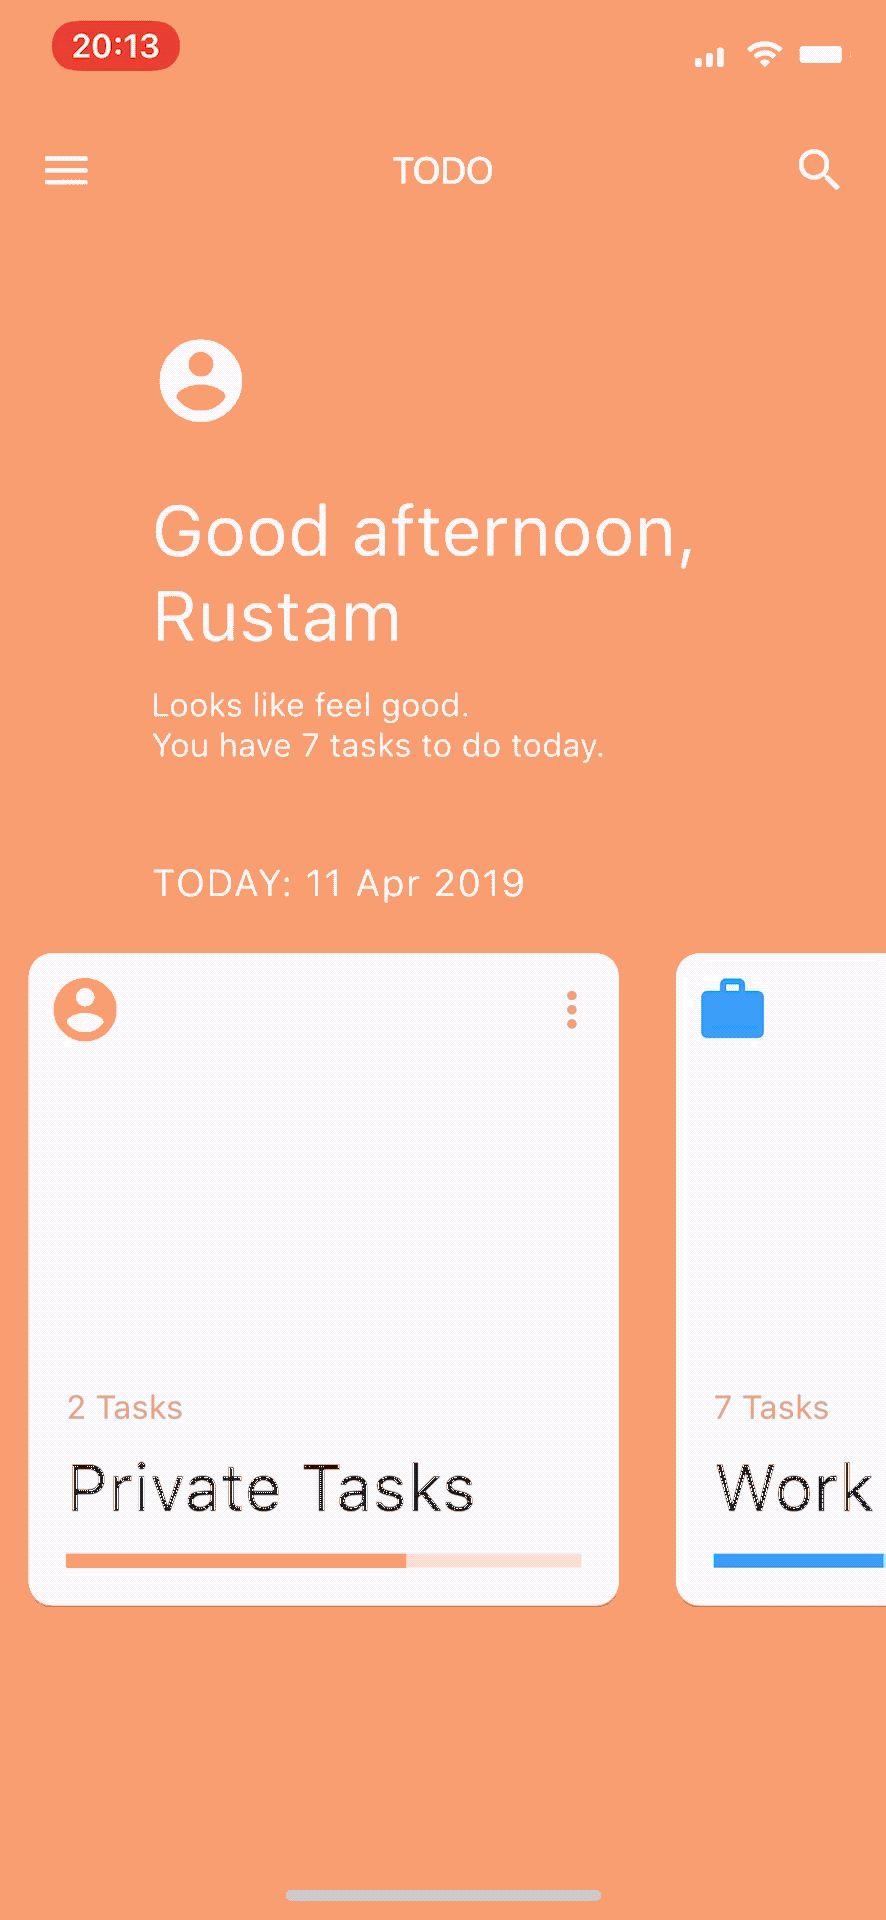 20:13
TODO
Good afternoon,
Rustam
Looks like feel good.
You have 7 tasks to do today.
TODAY: 11 Apr 2019
2 Tasks
Private Tasks
7 Tasks
Work